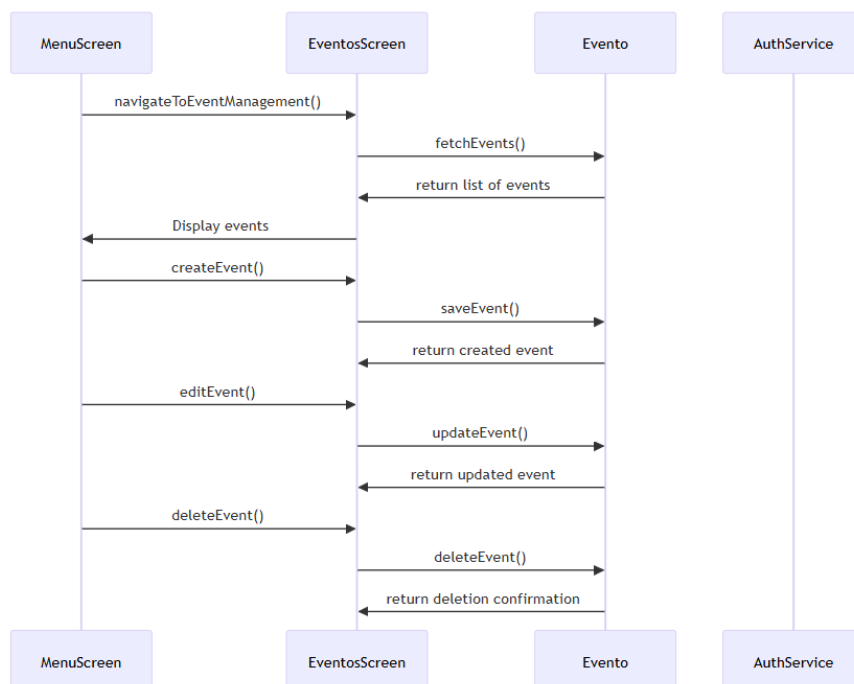 MenuScreen
EventosScreen
Evento
AuthService
navigateToEventManagement()
fetchEvents()
return list of events
Display events
createEvent()
saveEvent()
return created event
editEvent()
updateEvent()
return updated event
deleteEvent()
deleteEvent()
return deletion confirmation
MenuScreen
EventosScreen
Evento
AuthService